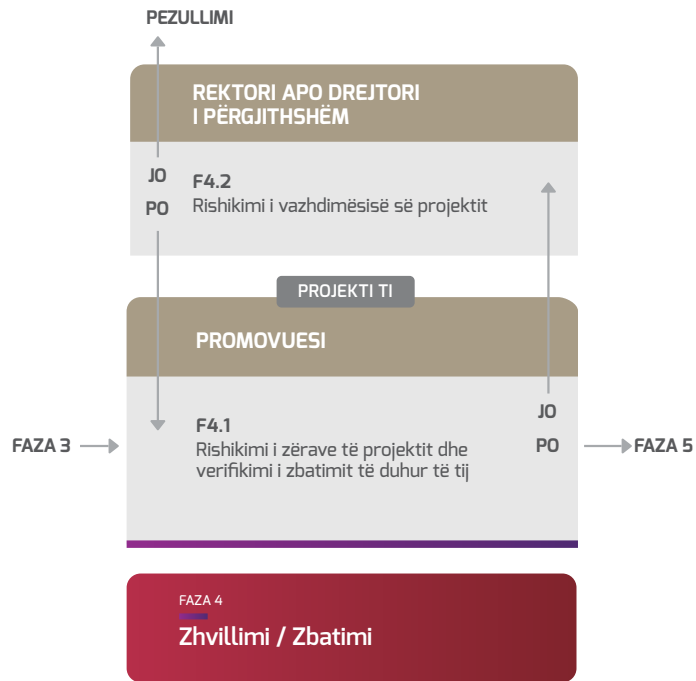 PEZULLIMI
REKTORI APO DREJTORI
I PËRGJITHSHËM
JO
PO
F4.2
Rishikimi i vazhdimësisë së projektit
PROJEKTI TI
PROMOVUESI
FAZA 3
F4.1
Rishikimi i zërave të projektit dhe
verifikimi i zbatimit të duhur të tij
JO
PO
FAZA 5
FAZA 4
Zhvillimi / Zbatimi